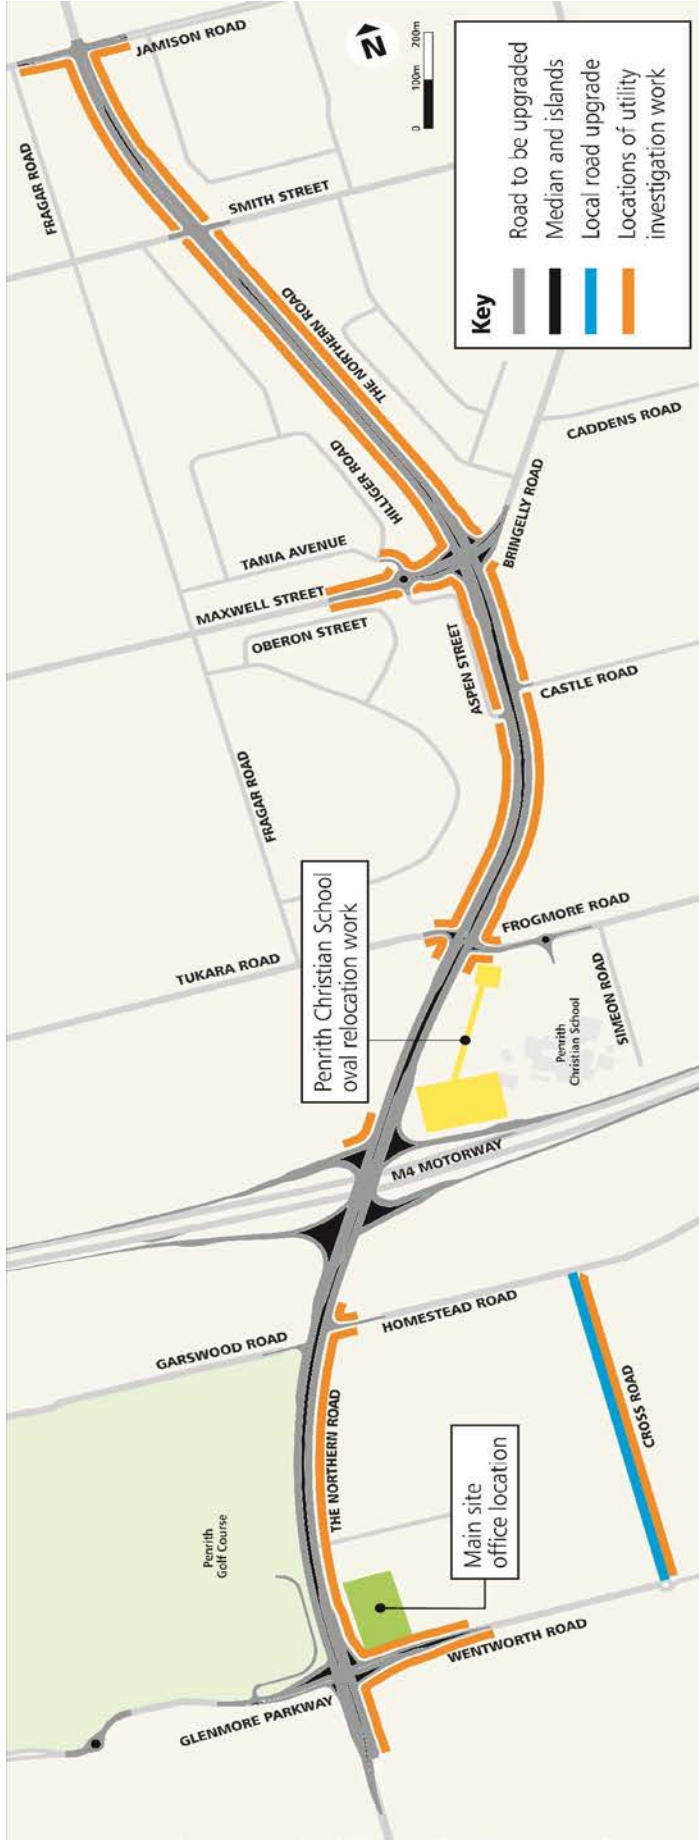 JAMISON ROAD
FRAGAR ROAD
SMITH STREET
THE NORTHERN ROAD
HILLIGER ROAD
TANIA AVENUE
MAXWELL STREET
OBERON STREET
ASPEN STREET
BRINGELLY ROAD
CADDENS ROAD
CASTLE ROAD
FRAGAR ROAD
TUKARA ROAD
FROGMORE ROAD
SIMEON ROAD
Penrith Christian School
oval relocation work
Penrith
Christian School
M4 MOTORWAY
GARSWOOD ROAD
HOMESTEAD ROAD
THE NORTHERN ROAD
CROSS ROAD
Penrith
Golf Course
Main site
office location
WENTWORTH ROAD
GLENMORE PARKWAY
N
0 100m 200m
Key
Road to be upgraded
Median and islands
Local road upgrade
Locations of utility
investigation work